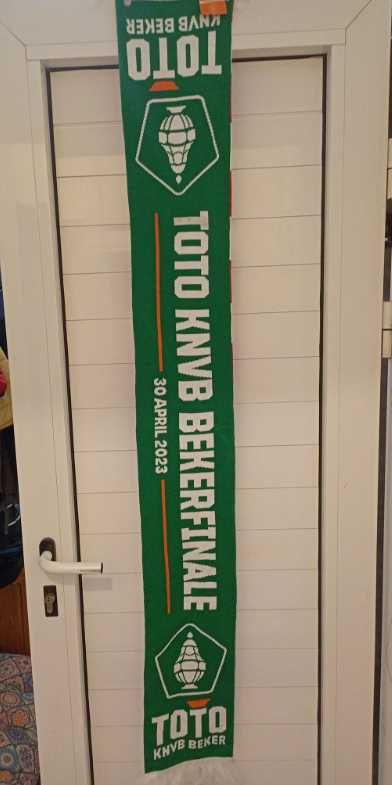 TOTO
KNVB BEKER
TOTO KNVB BEKERFINALE
30 APRIL 2023
TOTO
KNVB BEKER